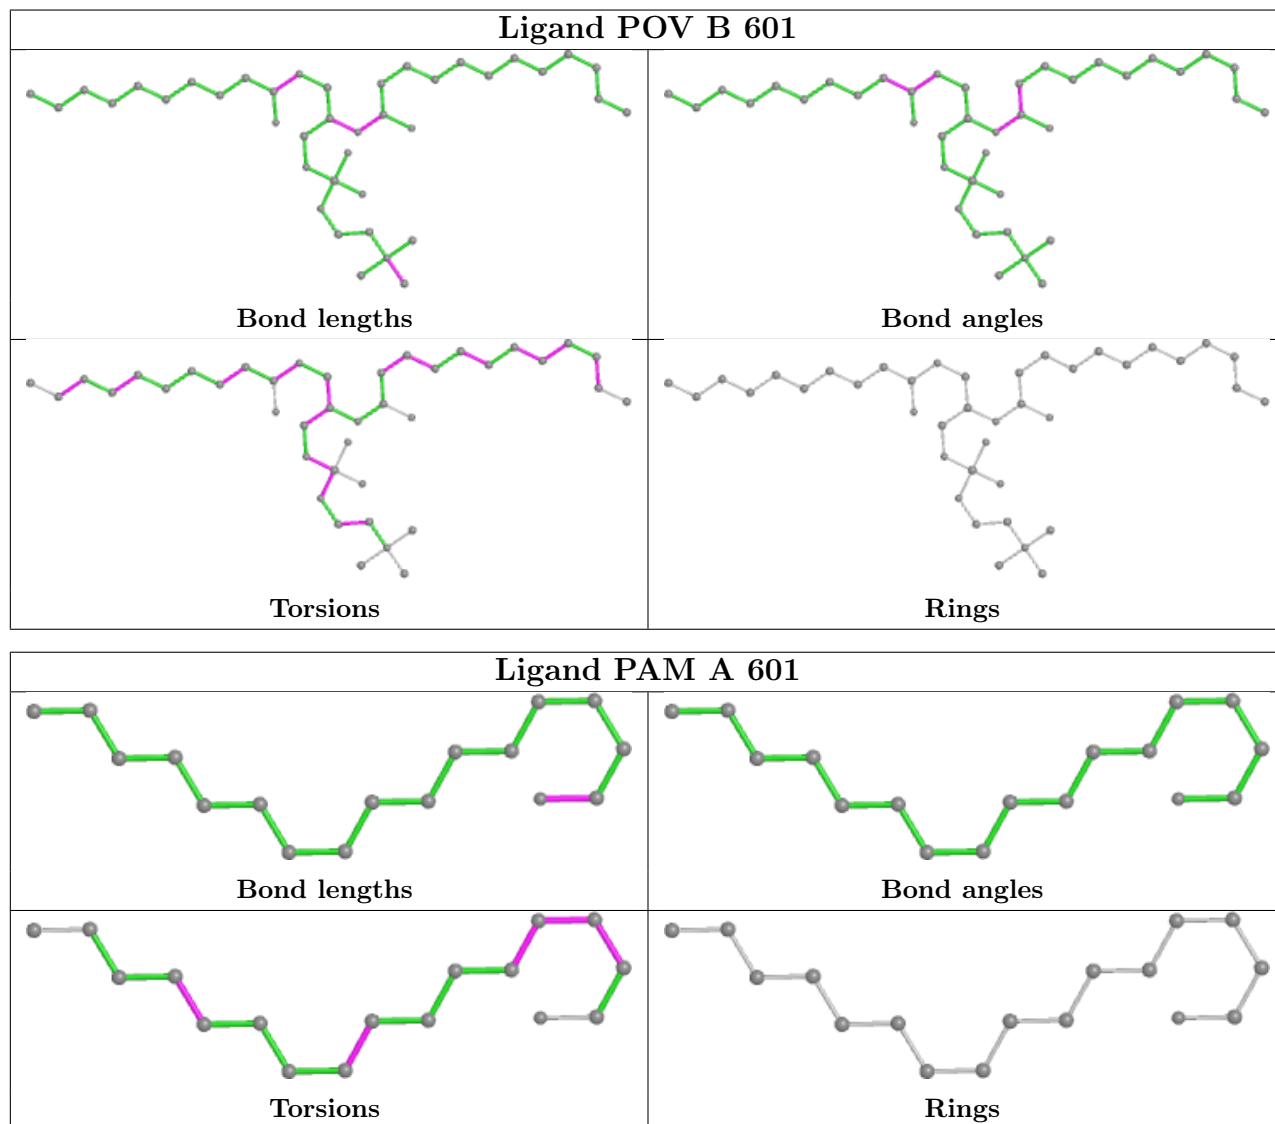 Ligand POV B 601
Bond lengths
Bond angles
Torsions
Rings
Ligand PAM A 601
Bond lengths
Bond angles
Torsions
Rings